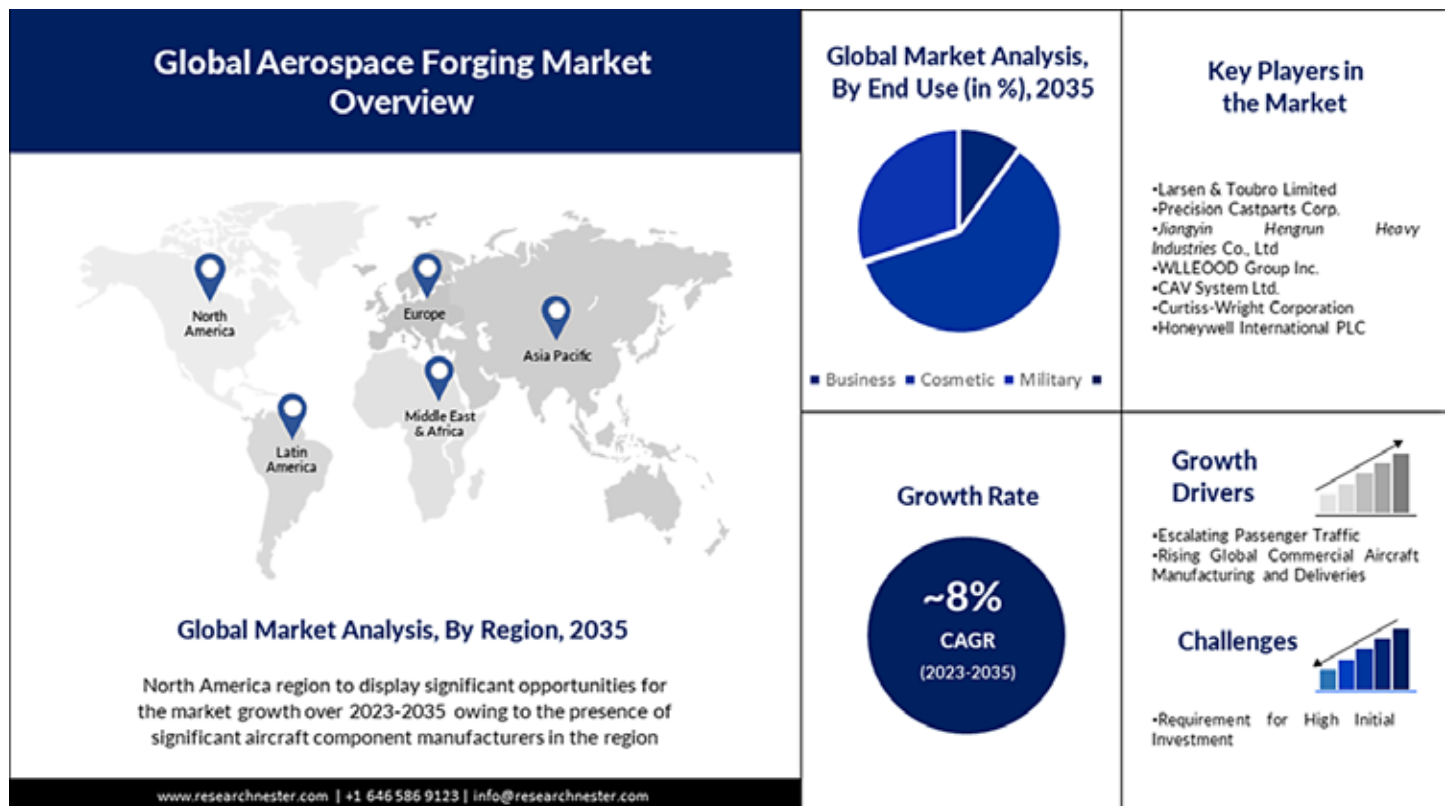 Global Aerospace Forging Market
Overview
North
America
Europe
Asia Pacific
Middle East
& Africa
Latin
America
Global Market Analysis, By Region, 2035
North America region to display significant opportunities for
the market growth over 2023-2035 owing to the presence of
significant aircraft component manufacturers in the region
www.researchnester.com | +1 646 586 9123 | info@researchnester.com
Global Market Analysis,
By End Use (in %), 2035
Business Cosmetic Military
Key Players in
the Market
•Larsen & Toubro Limited
•Precision Castparts Corp.
•Jiangyin Hengrun Heavy
Industries Co., Ltd
•WLLEOOD Group Inc.
•CAV System Ltd.
•Curtiss-Wright Corporation
•Honeywell International PLC
Growth Rate
~8%
CAGR
(2023-2035)
Growth
Drivers
•Escalating Passenger Traffic
•Rising Global Commercial Aircraft
Manufacturing and Deliveries
Challenges
•Requirement for High Initial
Investment